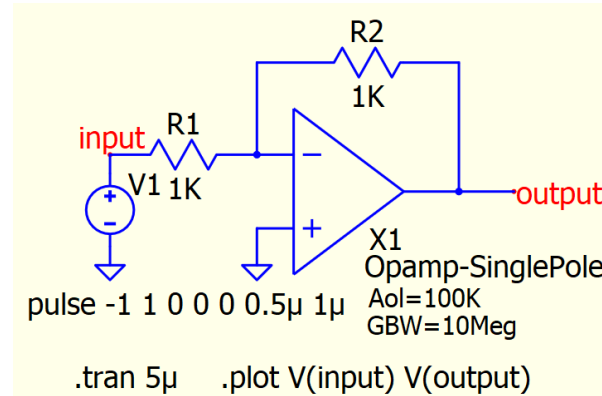 R2
1K
input
R1
V1
1K
output
X1
Opamp-SinglePole
Aol=100K
GBW=10Meg
pulse -1 1 0 0 0 0.5µ 1µ
.tran 5µ .plot V(input) V(output)